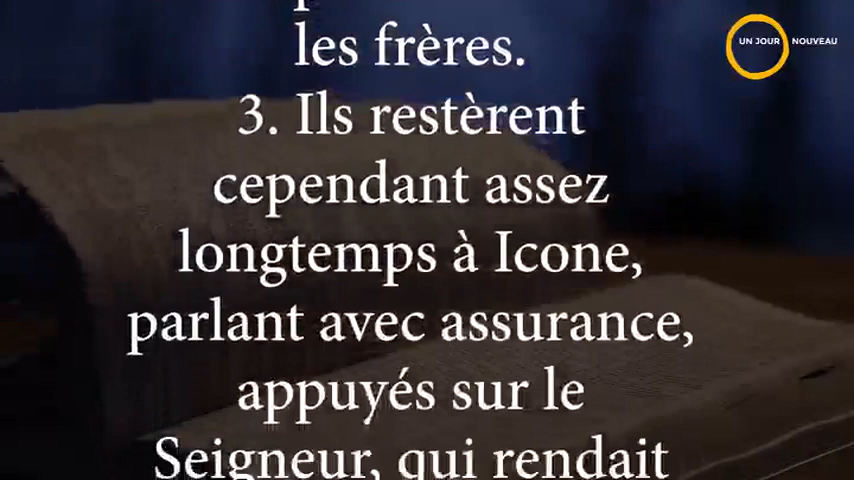 les frères.
3. Ils restèrent
cependant assez
longtemps à Icone,
parlant avec assurance,
appuyés sur le
Seigneur, qui rendait
UN JOUR NOUVEAU